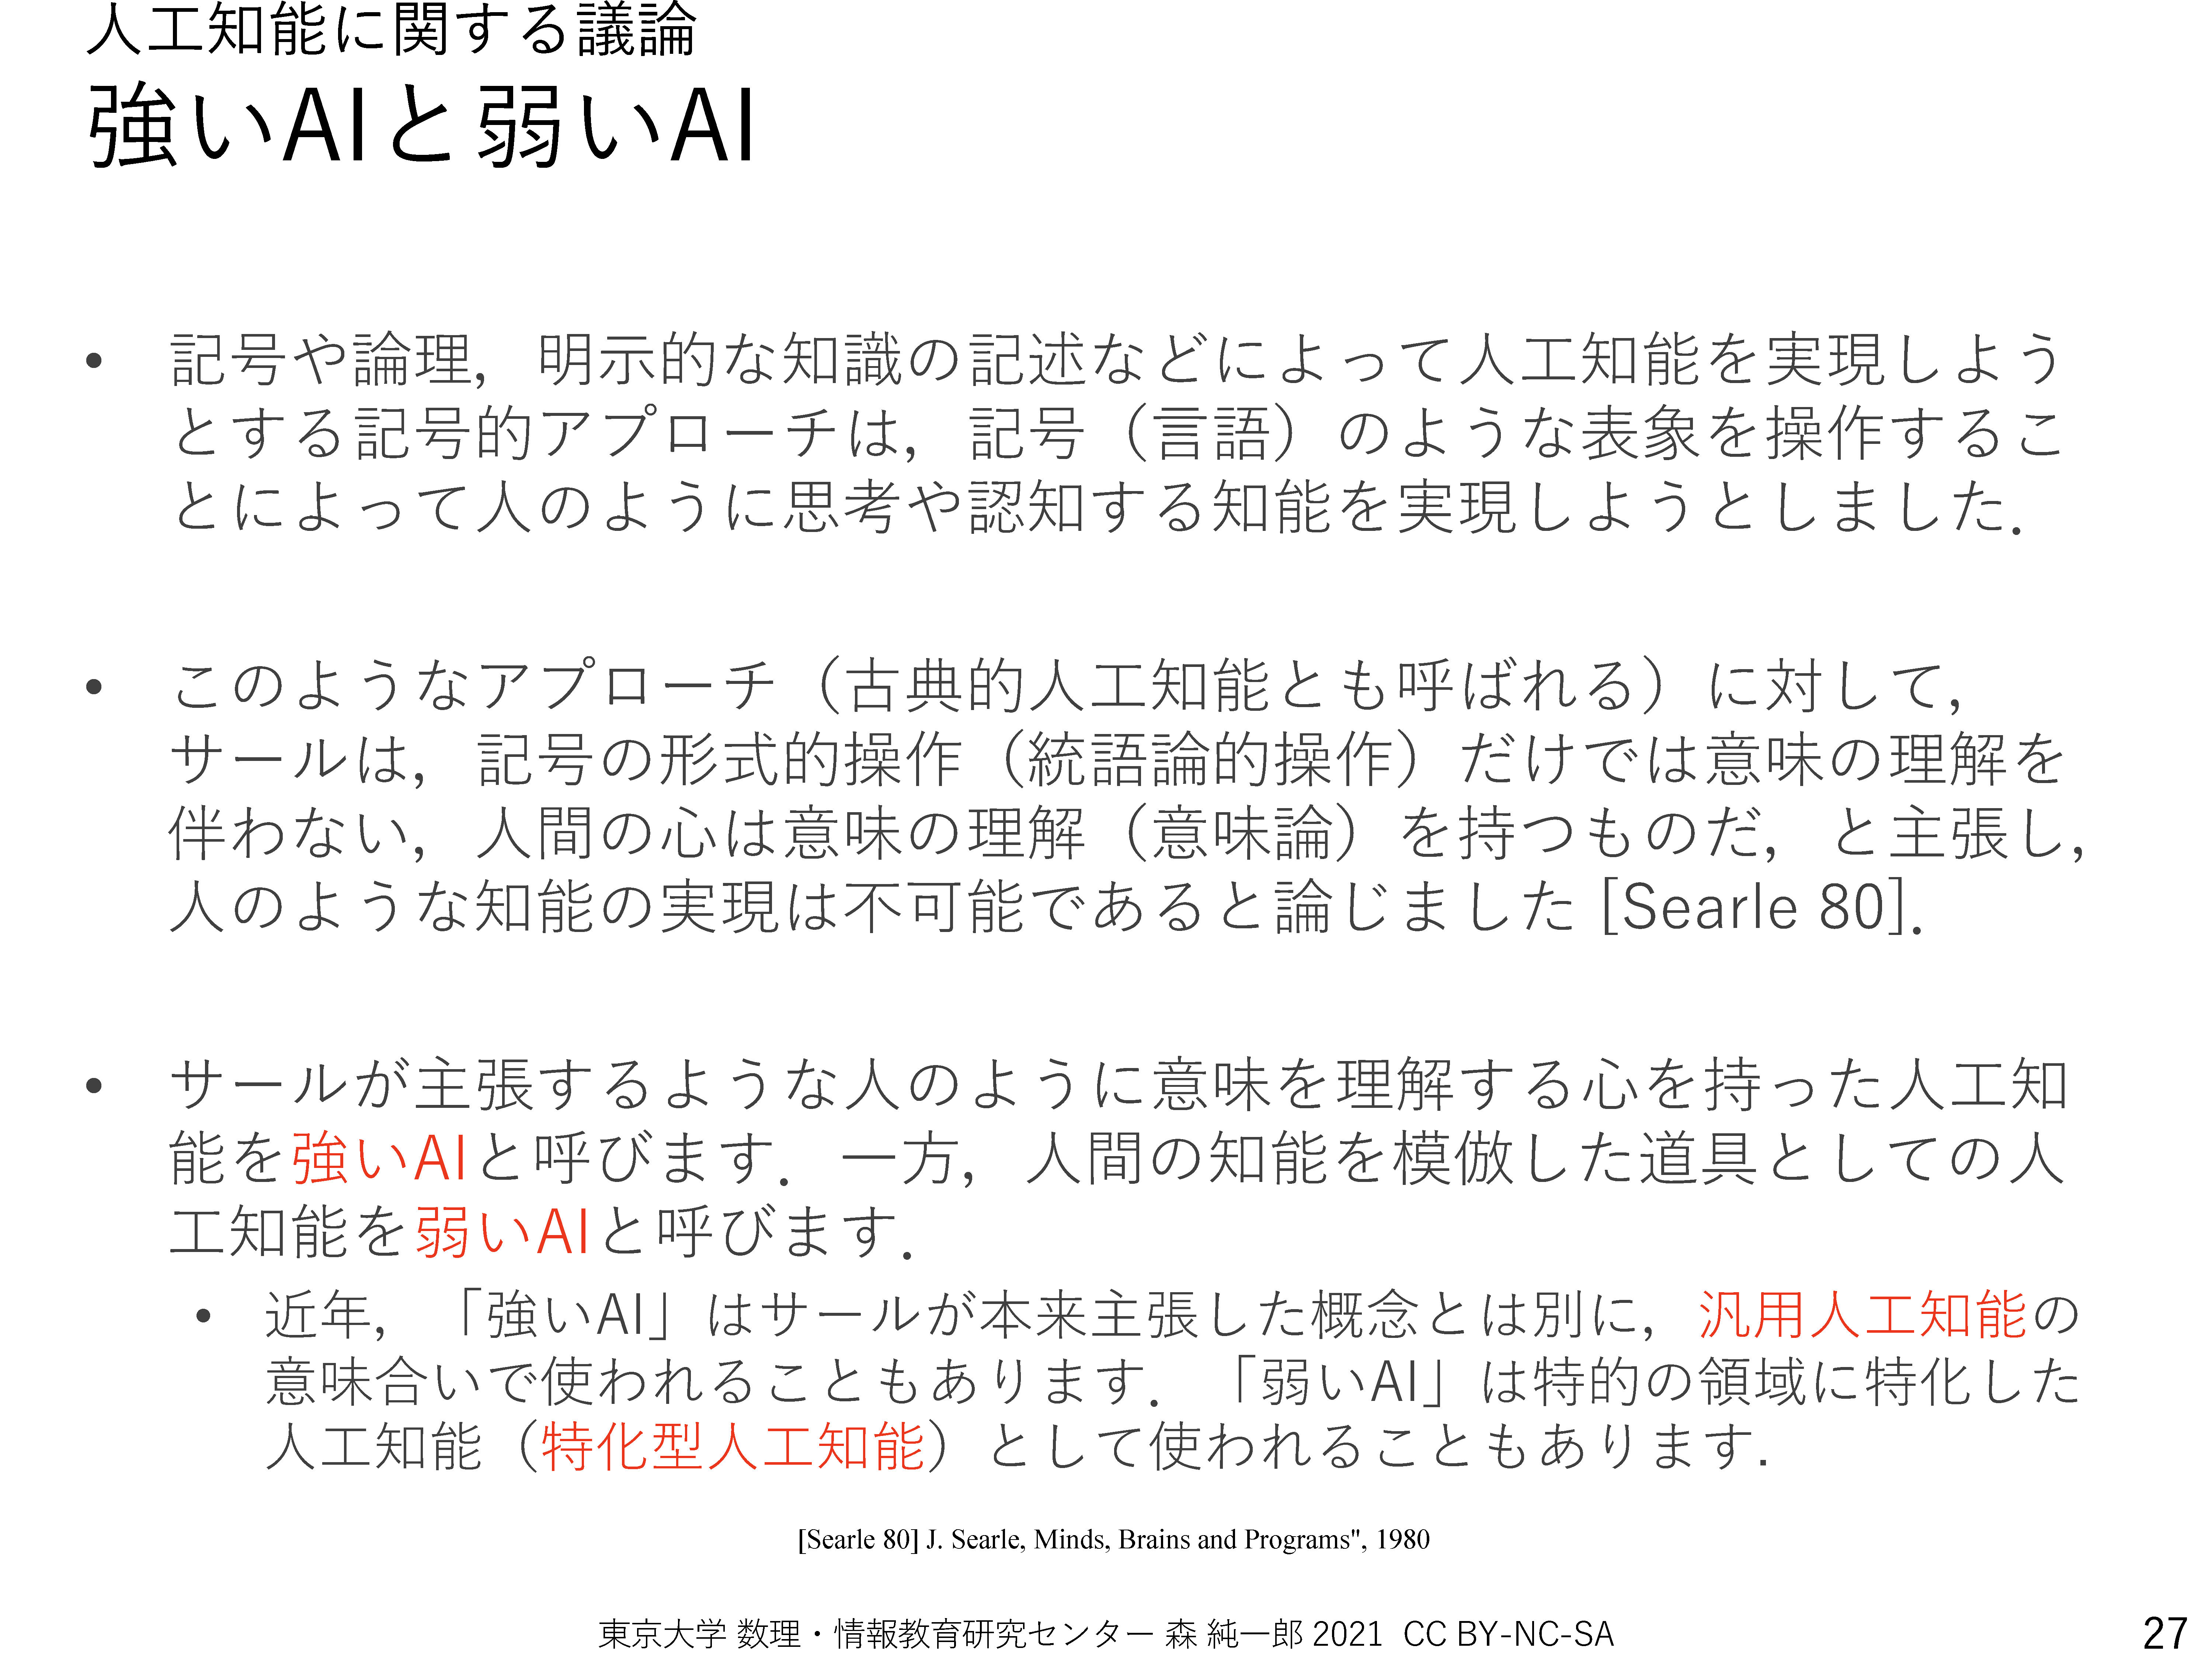 人工知能に関する議論
強いAIと弱いAI
• 記号や論理，明示的な知識の記述などによって人工知能を実現しよう
とする記号的アプローチは，記号（言語）のような表象を操作するこ
とによって人のように思考や認知する知能を実現しようとしました．
• このようなアプローチ（古典的人工知能とも呼ばれる）に対して，
サールは，記号の形式的操作（統語論的操作）だけでは意味の理解を
伴わない，人間の心は意味の理解（意味論）を持つものだ，と主張し，
人のような知能の実現は不可能であると論じました [Searle 80]．
• サールが主張するような人のように意味を理解する心を持った人工知
能を強いAIと呼びます．一方，人間の知能を模倣した道具としての人
工知能を弱いAIと呼びます．
• 近年，「強いAI」はサールが本来主張した概念とは別に，汎用人工知能の
意味合いで使われることもあります．「弱いAI」は特的の領域に特化した
人工知能（特化型人工知能）として使われることもあります．
[Searle 80] J. Searle, Minds, Brains and Programs", 1980
東京大学 数理・情報教育研究センター 森 純一郎 2021 CC BY-NC-SA
27